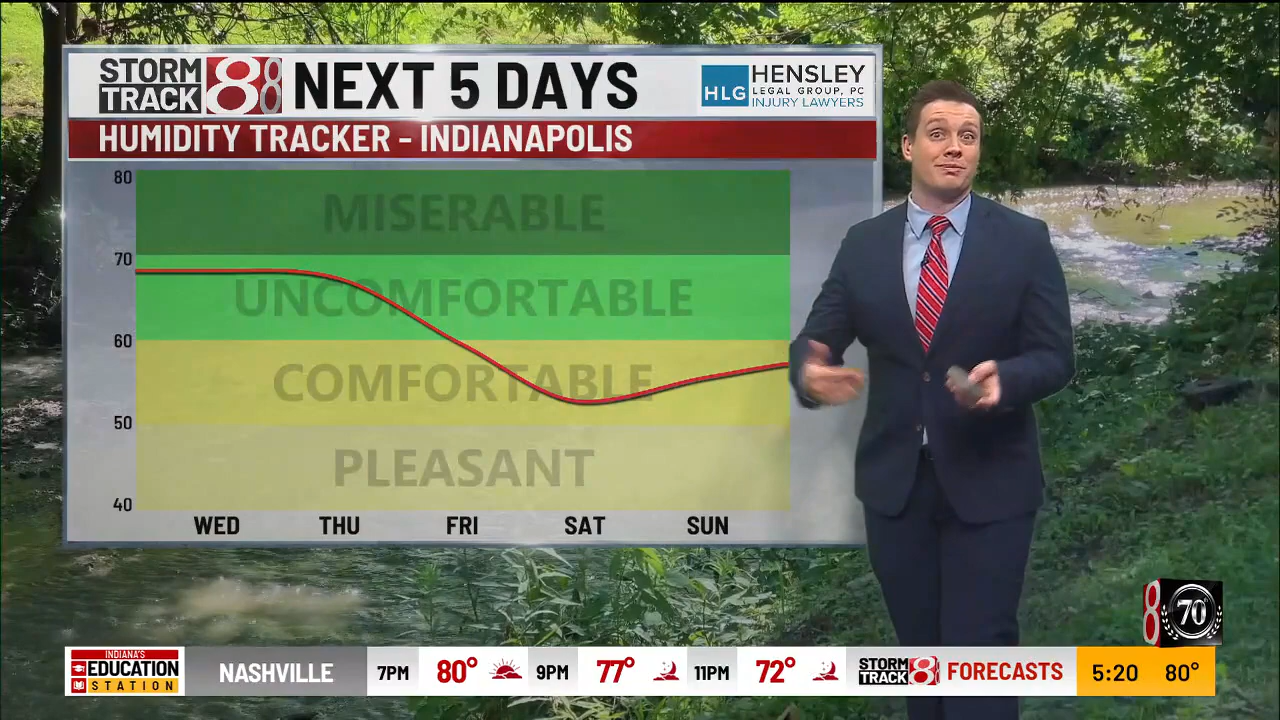 STORM TRACK 8
NEXT 5 DAYS
HLG
HENSLEY
LEGAL GROUP, PC
INJURY LAWYERS
HUMIDITY TRACKER - INDIANAPOLIS
80
MISERABLE
70
UNCOMFORTABLE
60
COMFORTABLE
50
PLEASANT
40
WED THU FRI SAT SUN
8 70
INDIANA'S
EDUCATION
STATION
NASHVILLE
7PM 80° 9PM 77° 11PM 72°
STORM TRACK 8 FORECASTS
5:20 80°